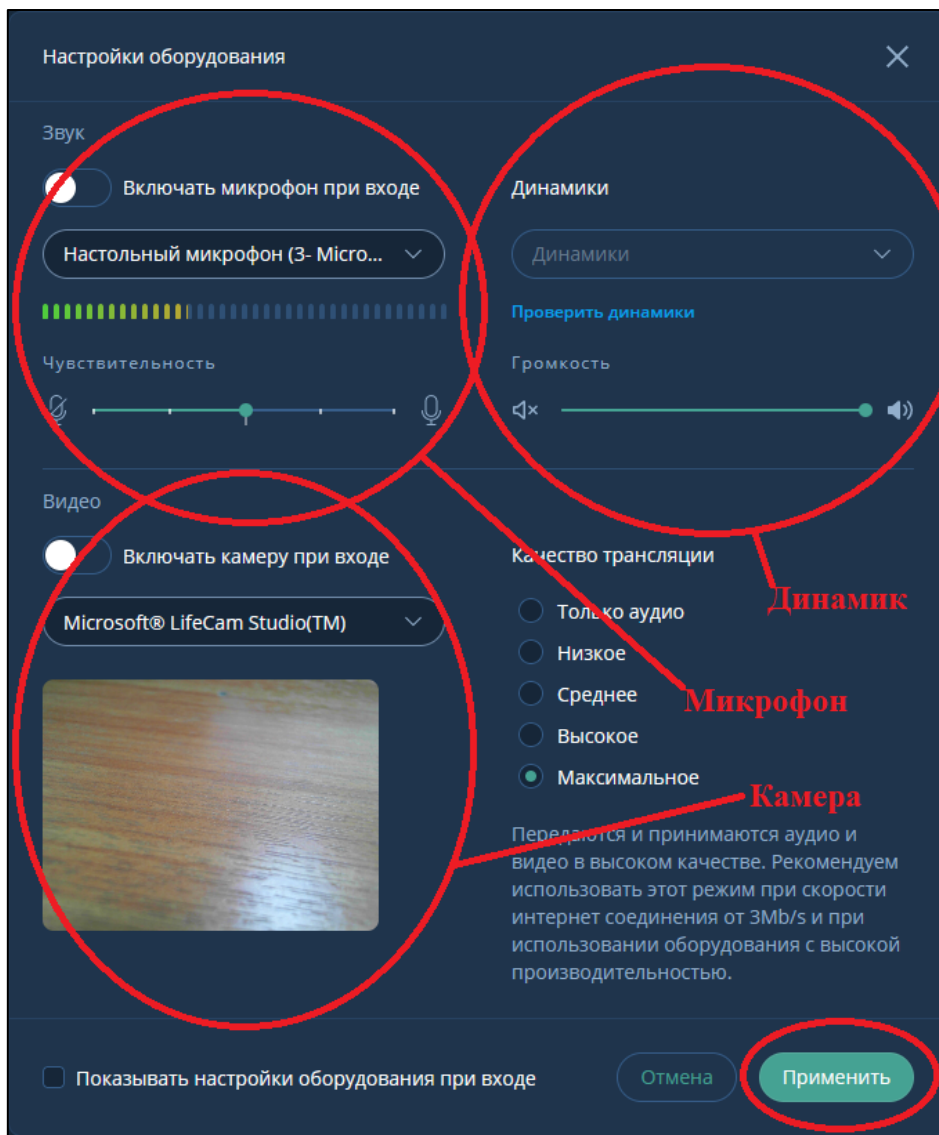 Настройки оборудования
Звук
Включать микрофон при входе
Настольный микрофон (3- Micro...
Чувствительность
Динамики
Динамики
Проверить динамики
Громкость
Видео
Включать камеру при входе
Microsoft® LifeCam Studio(TM)
Качество трансляции
Только аудио
Низкое
Среднее
Высокое
Максимальное
Передаются и принимаются аудио и
видео в высоком качестве. Рекомендуем
использовать этот режим при скорости
интернет соединения от 3Mb/s и при
использовании оборудования с высокой
производительностью.
Динамик
Микрофон
Камера
Показывать настройки оборудования при входе
Отмена
Применить